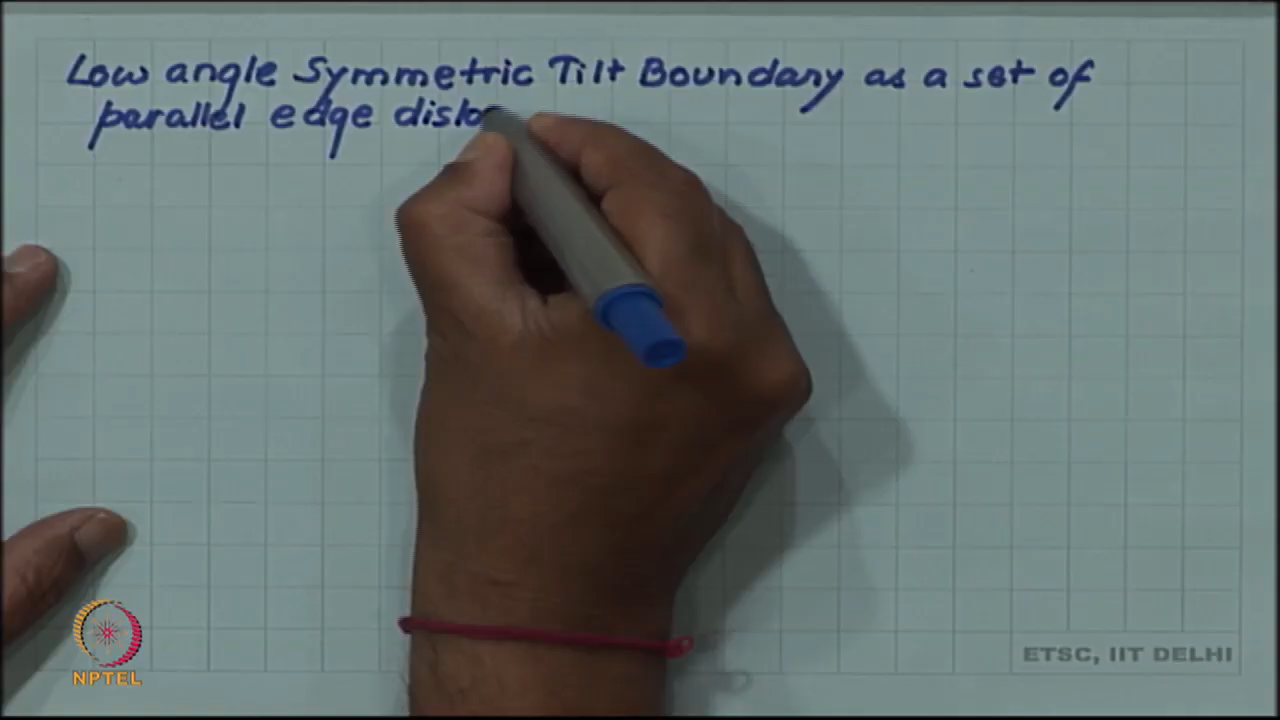 Low angle Symmetric Tilt Boundary as a set of
parallel edge dislo
NPTEL
ETSC, IIT DELHI